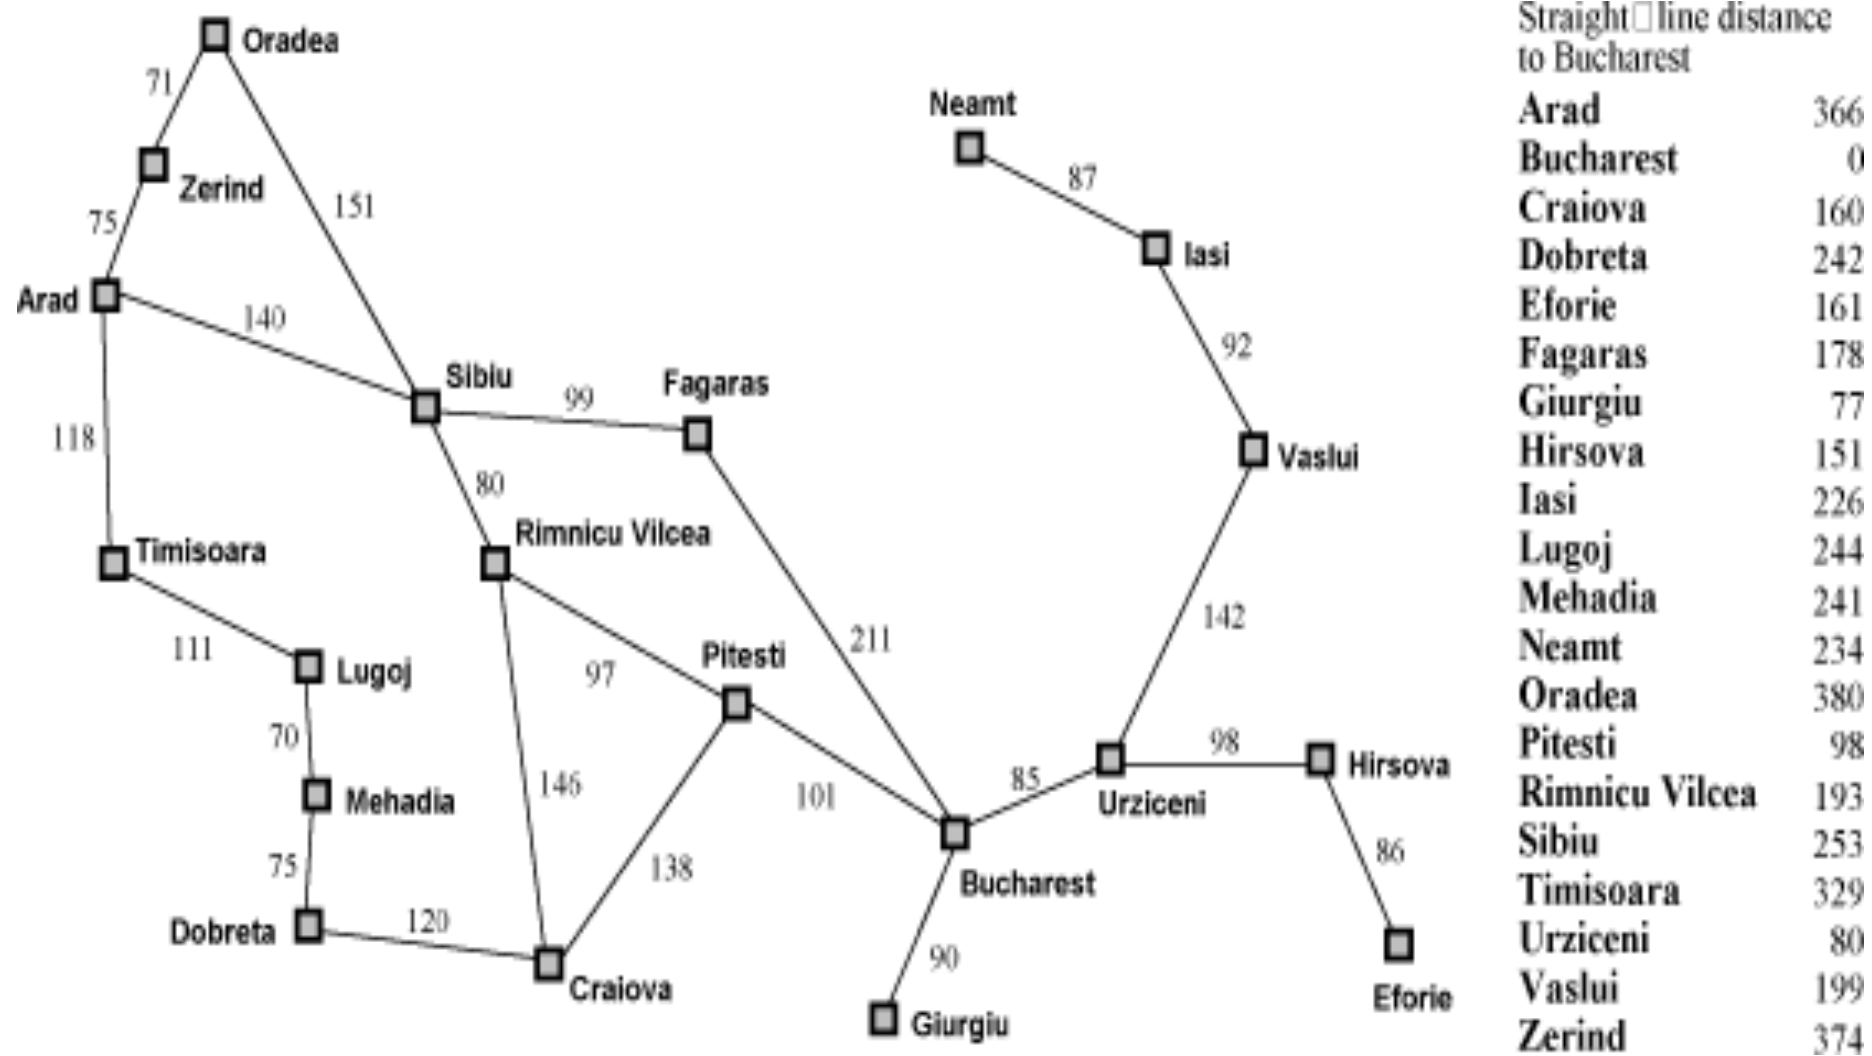 Straight□line distance
to Bucharest
Arad 366
Bucharest 0
Craiova 160
Dobreta 242
Eforie 161
Fagaras 178
Giurgiu 77
Hirsova 151
Iasi 226
Lugoj 244
Mehadia 241
Neamt 234
Oradea 380
Pitesti 98
Rimnicu Vilcea 193
Sibiu 253
Timisoara 329
Urziceni 80
Vaslui 199
Zerind 374
Oradea
71
Neamt
Zerind
87
151
75
Iasi
Arad
140
92
Sibiu
Fagaras
99
118
Vaslui
80
Rimnicu Vilcea
Timisoara
142
211
111
Pitesti
Lugoj
97
70
98
Hirsova
146
85
Mehadia
101
Urziceni
75
138
86
Bucharest
120
Dobreta
90
Craiova
Eforie
Giurgiu